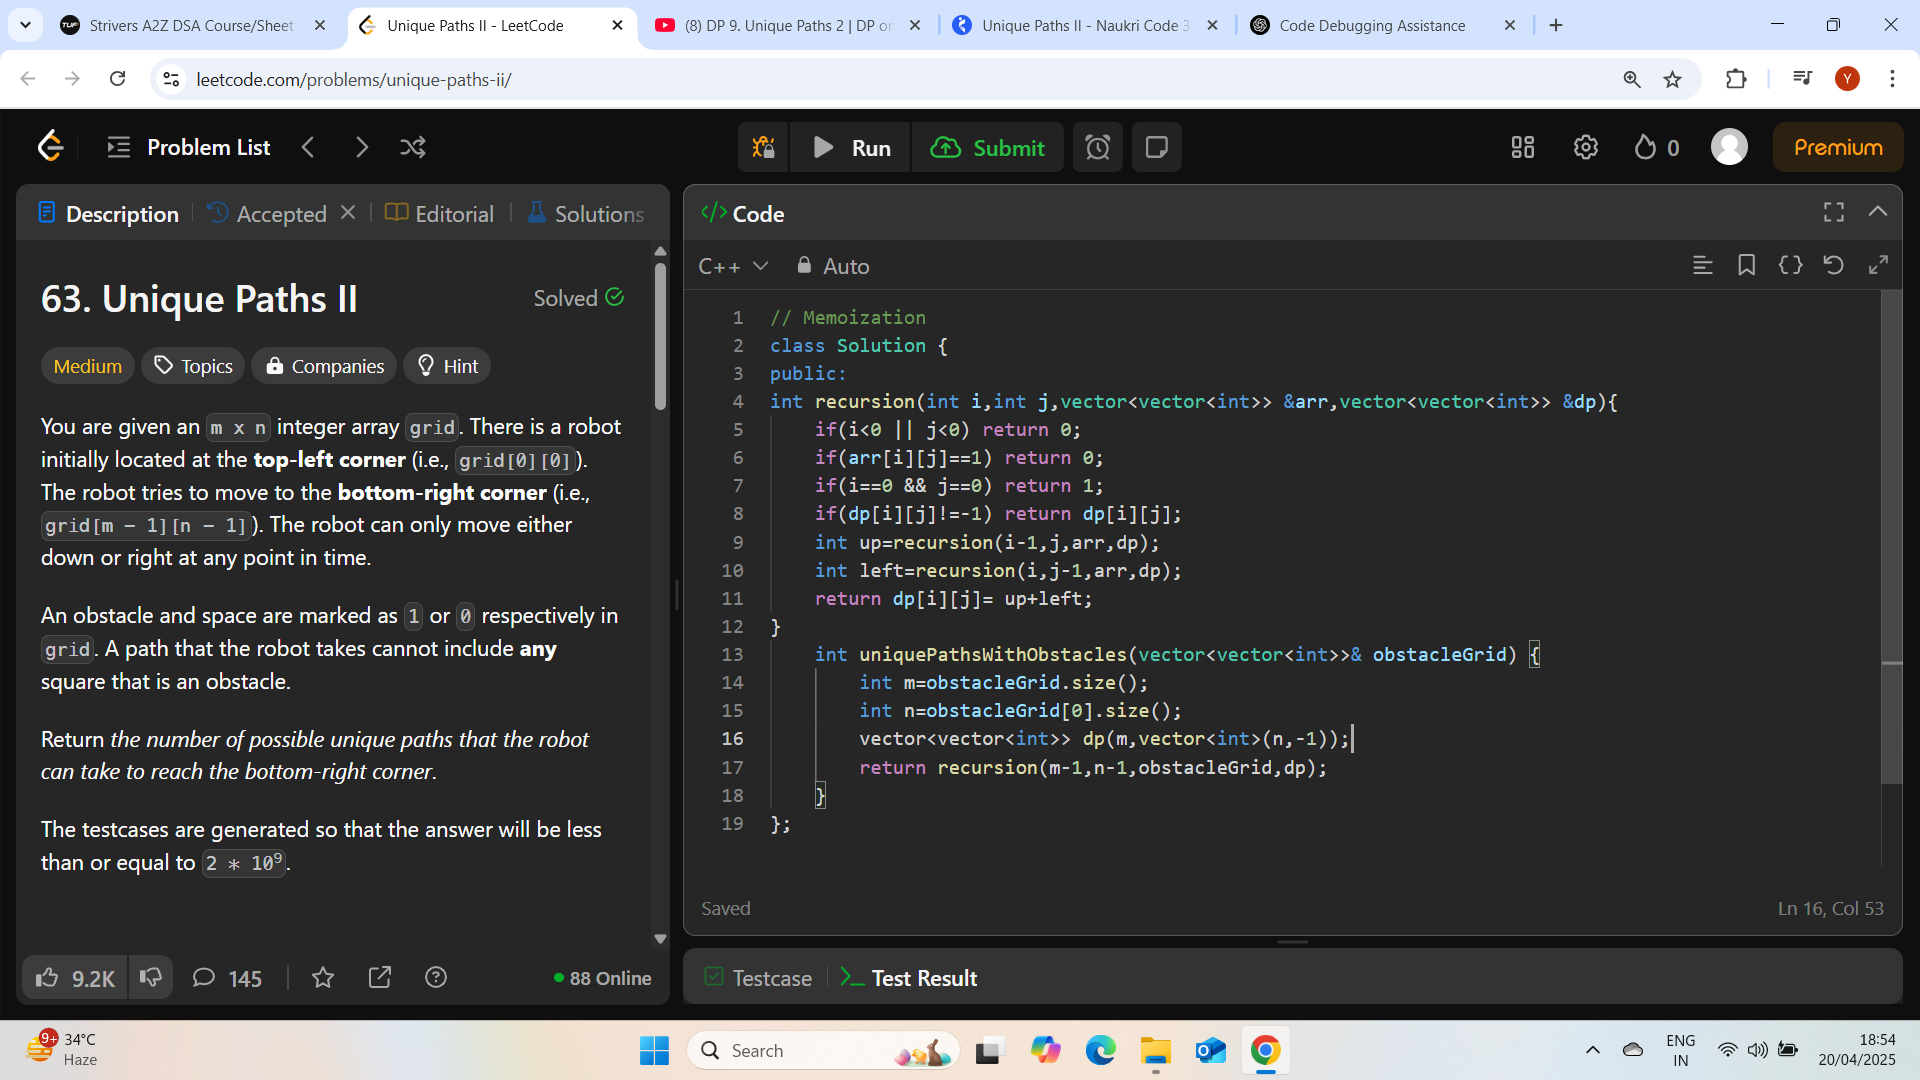 Strivers A2Z DSA Course/Sheet
Unique Paths II - LeetCode
(8) DP 9. Unique Paths 2 | DP on
Unique Paths II - Naukri Code 3
Code Debugging Assistance
leetcode.com/problems/unique-paths-ii/
Y
Problem List
Run
Submit
0
Premium
Description
Accepted
Editorial
Solutions
</> Code
C++
Auto
63. Unique Paths II
Solved
Medium
Topics
Companies
Hint
You are given an m x n integer array grid. There is a robot
initially located at the top-left corner (i.e., grid[0][0]).
The robot tries to move to the bottom-right corner (i.e.,
grid[m - 1][n - 1]). The robot can only move either
down or right at any point in time.
An obstacle and space are marked as 1 or 0 respectively in
grid. A path that the robot takes cannot include any
square that is an obstacle.
Return the number of possible unique paths that the robot
can take to reach the bottom-right corner.
The testcases are generated so that the answer will be less
than or equal to 2 * 10⁹.
9.2K
145
88 Online
1 // Memoization
2 class Solution {
3 public:
4 int recursion(int i,int j,vector<vector<int>> &arr,vector<vector<int>> &dp){
5     if(i<0 || j<0) return 0;
6     if(arr[i][j]==1) return 0;
7     if(i==0 && j==0) return 1;
8     if(dp[i][j]!=-1) return dp[i][j];
9     int up=recursion(i-1,j,arr,dp);
10     int left=recursion(i,j-1,arr,dp);
11     return dp[i][j]= up+left;
12 }
13     int uniquePathsWithObstacles(vector<vector<int>>& obstacleGrid) {
14         int m=obstacleGrid.size();
15         int n=obstacleGrid[0].size();
16         vector<vector<int>> dp(m,vector<int>(n,-1));
17         return recursion(m-1,n-1,obstacleGrid,dp);
18     }
19 };
Saved
Ln 16, Col 53
Testcase
Test Result
9+
34°C
Haze
Search
ENG
IN
18:54
20/04/2025